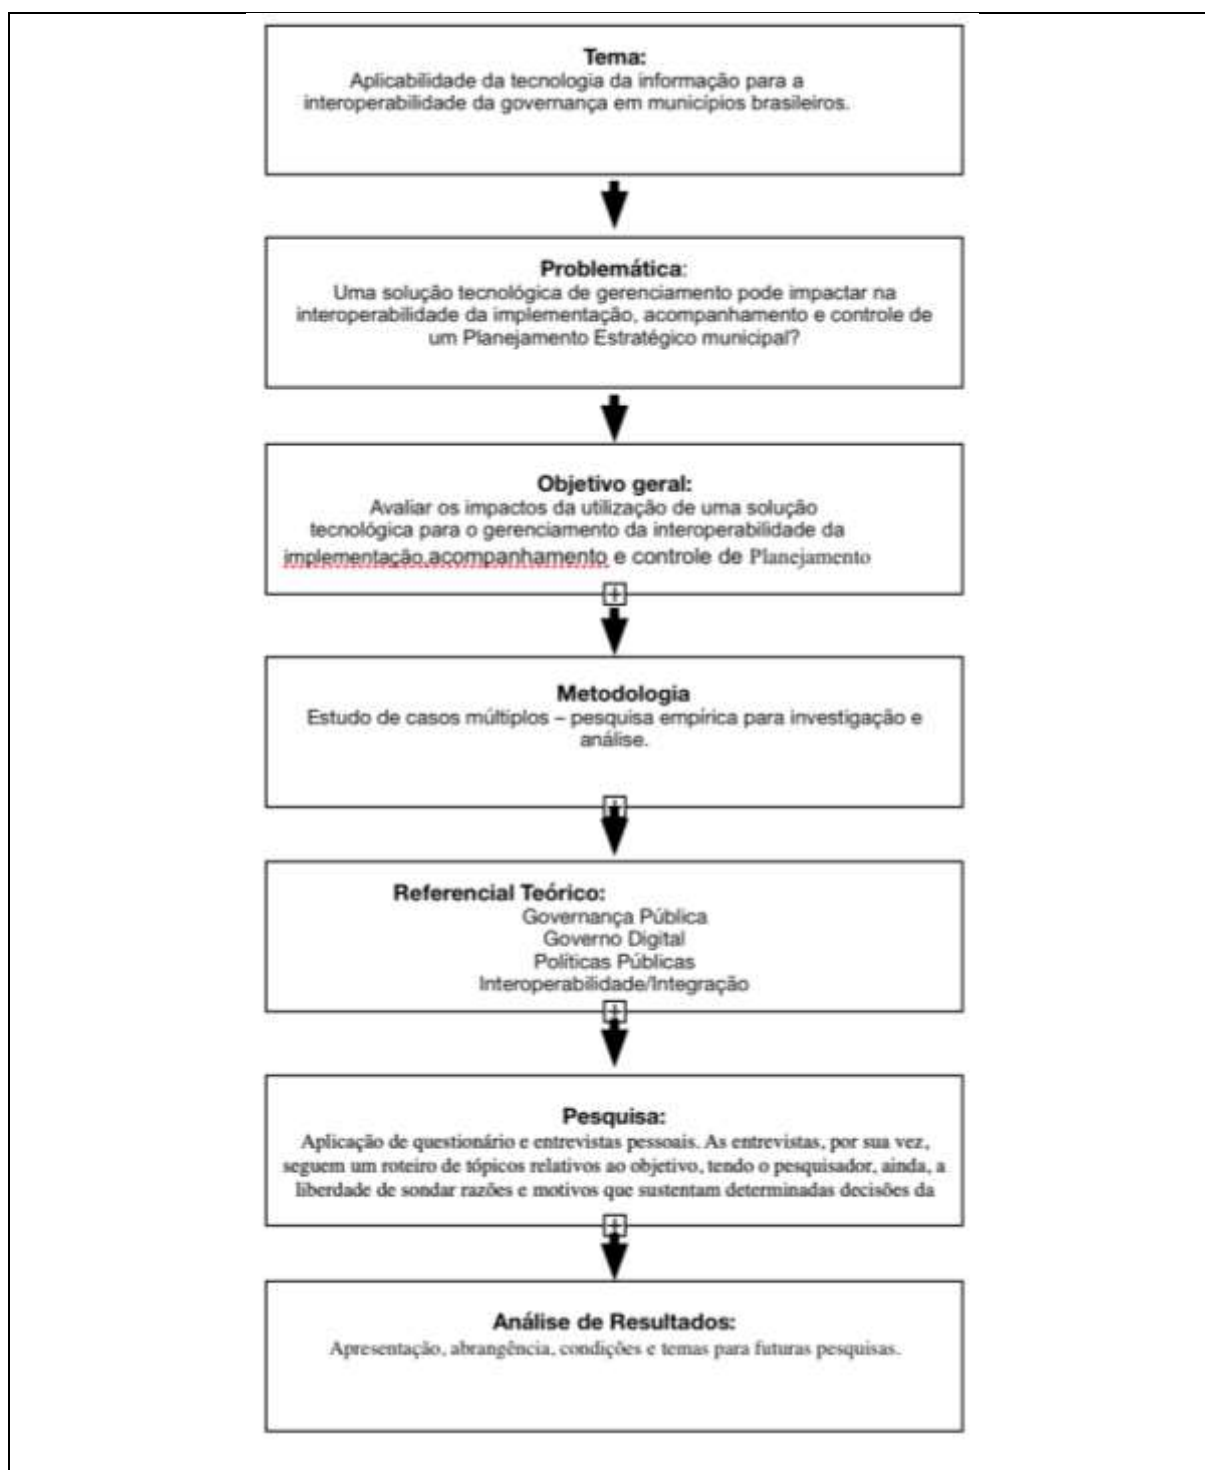 Tema:
Aplicabilidade da tecnologia da informação para a
interoperabilidade da governança em municípios brasileiros.
Problemática:
Uma solução tecnológica de gerenciamento pode impactar na
interoperabilidade da implementação, acompanhamento e controle de
um Planejamento Estratégico municipal?
Objetivo geral:
Avaliar os impactos da utilização de uma solução
tecnológica para o gerenciamento da interoperabilidade da
implementação,acompanhamento e controle de Planejamento
Metodologia
Estudo de casos múltiplos – pesquisa empírica para investigação e
análise.
Referencial Teórico:
Governança Pública
Governo Digital
Políticas Públicas
Interoperabilidade/Integração
Pesquisa:
Aplicação de questionário e entrevistas pessoais. As entrevistas, por sua vez,
seguem um roteiro de tópicos relativos ao objetivo, tendo o pesquisador, ainda, a
liberdade de sondar razões e motivos que sustentam determinadas decisões da
Análise de Resultados:
Apresentação, abrangência, condições e temas para futuras pesquisas.